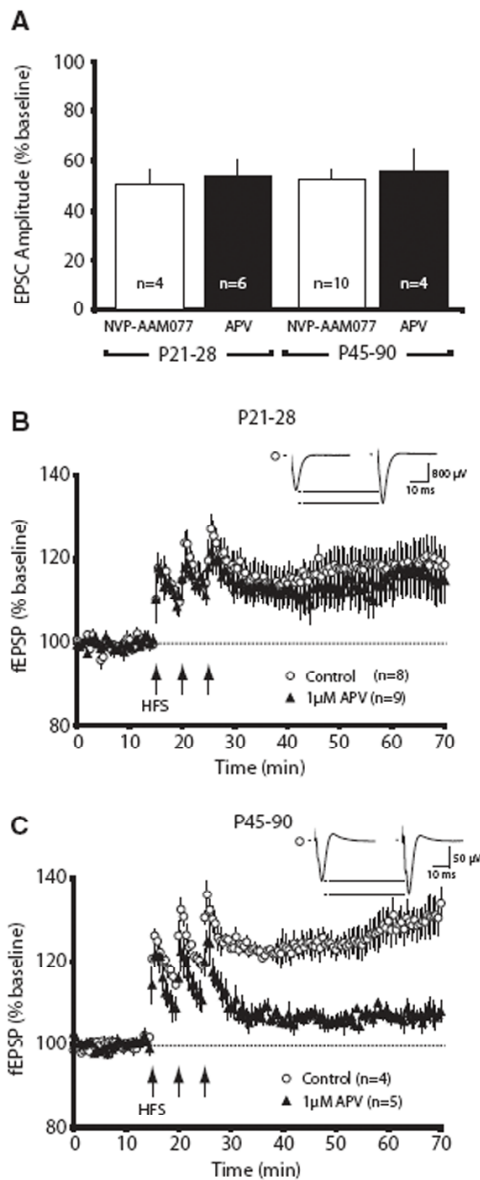 A
EPSC Amplitude (% baseline)
100
80
60
40
20
0
n=4
n=6
n=10
n=4
NVP-AAM077
APV
NVP-AAM077
APV
P21-28
P45-90
B
P21-28
fEPSP (% baseline)
140
120
100
80
800 µV
10 ms
Control (n=8)
1µM APV (n=9)
HFS
0 10 20 30 40 50 60 70
Time (min)
C
P45-90
fEPSP (% baseline)
140
120
100
80
50 µV
10 ms
Control (n=4)
1µM APV (n=5)
HFS
0 10 20 30 40 50 60 70
Time (min)